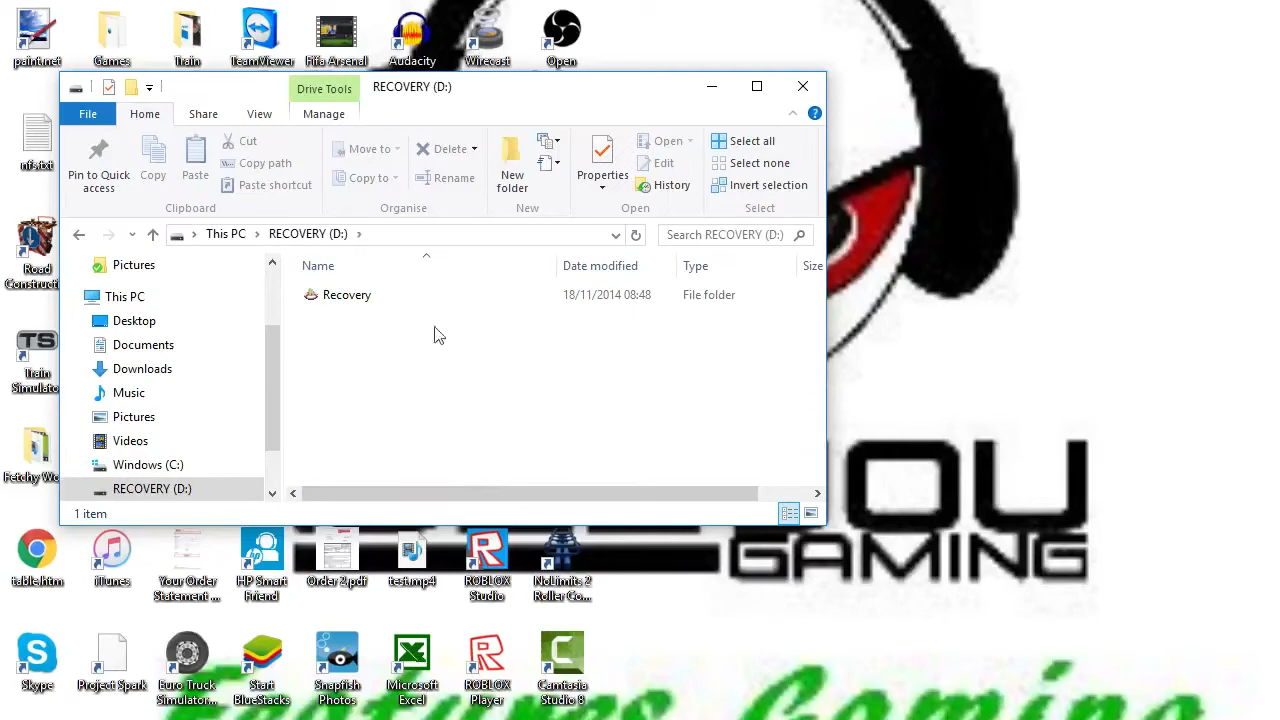 paint.net
Games
Train
TeamViewer
Fifa Arsenal
Audacity
Wirecast
Open
Drive Tools
RECOVERY (D:)
File
Home
Share
View
Manage
Pin to Quick
access
Copy
Paste
Cut
Copy path
Paste shortcut
Clipboard
Move to
Copy to
Delete
Rename
Organise
New
folder
New
Properties
Open
Edit
History
Open
Select all
Select none
Invert selection
Select
This PC
RECOVERY (D:)
Search RECOVERY (D:)
Pictures
This PC
Desktop
Documents
Downloads
Music
Pictures
Videos
Windows (C:)
RECOVERY (D:)
Name
Date modified
Type
Size
Recovery
18/11/2014 08:48
File folder
1 item
nfs.txt
Road
Constructi
TS
Train
Simulato
Fetchy Wo
OU
GAMING
table.htm
iTunes
Your Order
Statement ...
HP Smart
Friend
Order 2.pdf
test.mp4
ROBLOX
Studio
NoLimits 2
Roller Co...
Skype
Project Spark
Euro Truck
Simulator...
Start
BlueStacks
Snapfish
Photos
Microsoft
Excel
ROBLOX
Player
Camtasia
Studio 8
Features Gaming